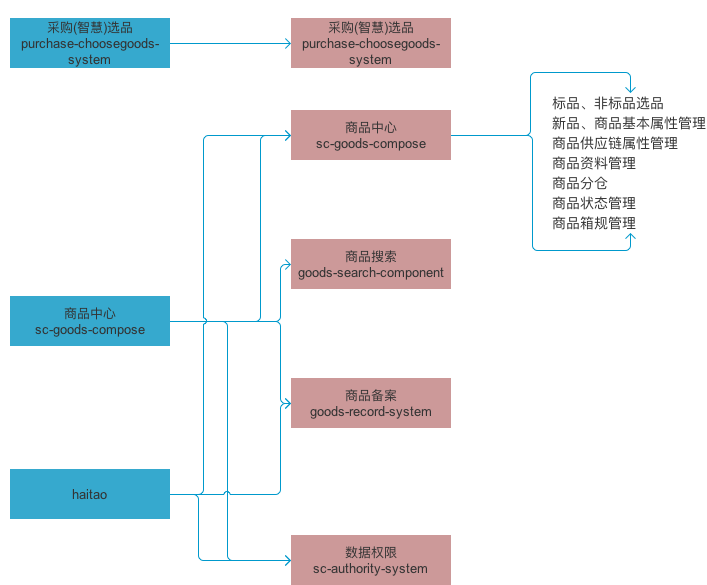 采购(智慧)选品
purchase-choosegoods-
system
采购(智慧)选品
purchase-choosegoods-
system
商品中心
sc-goods-compose
标品、非标品选品
新品、商品基本属性管理
商品供应链属性管理
商品资料管理
商品分仓
商品状态管理
商品箱规管理
商品搜索
goods-search-component
商品中心
sc-goods-compose
商品备案
goods-record-system
haitao
数据权限
sc-authority-system